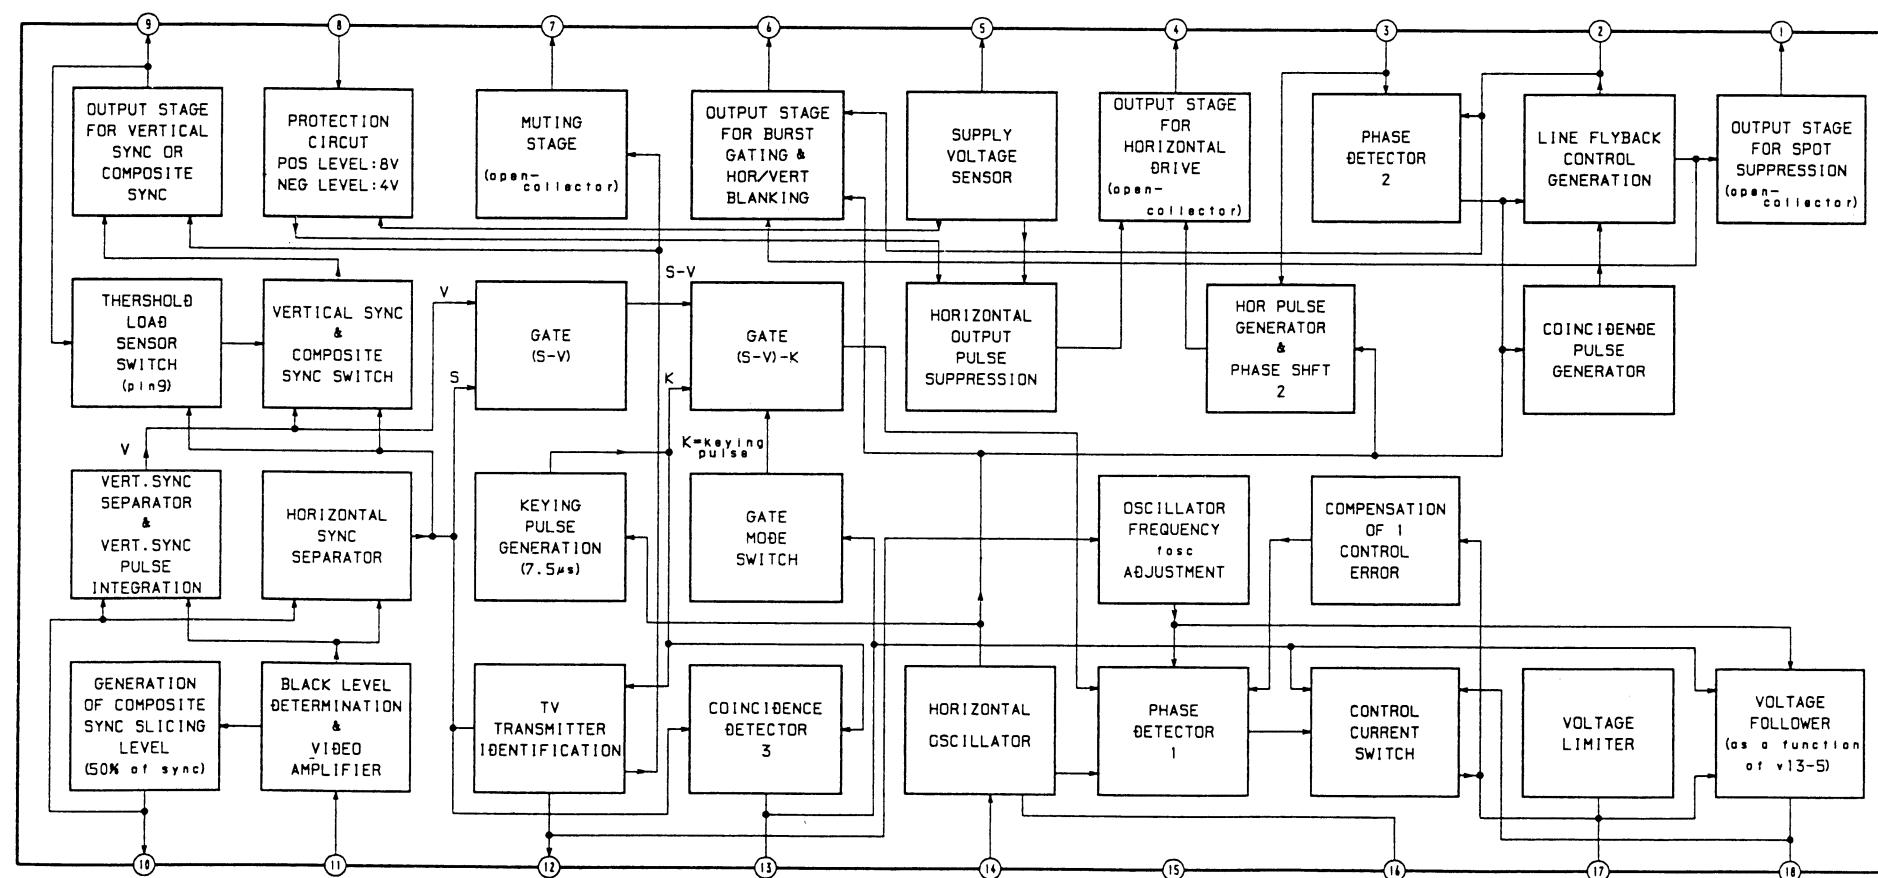 9 8 7 6 5 4 3 2 1
OUTPUT STAGE
FOR VERTICAL
SYNC OR
COMPOSITE
SYNC
PROTECTION
CIRCUT
POS LEVEL:8V
NEG LEVEL:4V
MUTING
STAGE
(open-
collector)
OUTPUT STAGE
FOR BURST
GATING &
HOR/VERT
BLANKING
SUPPLY
VOLTAGE
SENSOR
OUTPUT STAGE
FOR
HORIZONTAL
DRIVE
(open-
collector)
PHASE
DETECTOR
2
LINE FLYBACK
CONTROL
GENERATION
OUTPUT STAGE
FOR SPOT
SUPPRESSION
(open-
collector)
THERSHOLD
LOAD
SENSOR
SWITCH
(pin9)
VERTICAL SYNC
&
COMPOSITE
SYNC SWITCH
V
S
GATE
(S-V)
S-V
K
GATE
(S-V)-K
HORIZONTAL
OUTPUT
PULSE
SUPPRESSION
HOR PULSE
GENERATOR
&
PHASE SHFT
2
COINCIDENDE
PULSE
GENERATOR
V
K=keying
pulse
VERT.SYNC
SEPARATOR
&
VERT.SYNC
PULSE
INTEGRATION
HORIZONTAL
SYNC
SEPARATOR
KEYING
PULSE
GENERATION
(7.5µs)
GATE
MODE
SWITCH
OSCILLATOR
FREQUENCY
fosc
ADJUSTMENT
COMPENSATION
OF 1
CONTROL
ERROR
GENERATION
OF COMPOSITE
SYNC SLICING
LEVEL
(50% of sync)
BLACK LEVEL
DETERMINATION
&
VIDEO
AMPLIFIER
TV
TRANSMITTER
IDENTIFICATION
COINCIDENCE
DETECTOR
3
HORIZONTAL
OSCILLATOR
PHASE
DETECTOR
1
CONTROL
CURRENT
SWITCH
VOLTAGE
LIMITER
VOLTAGE
FOLLOWER
(as a function
of v13-5)
10 11 12 13 14 15 16 17 18